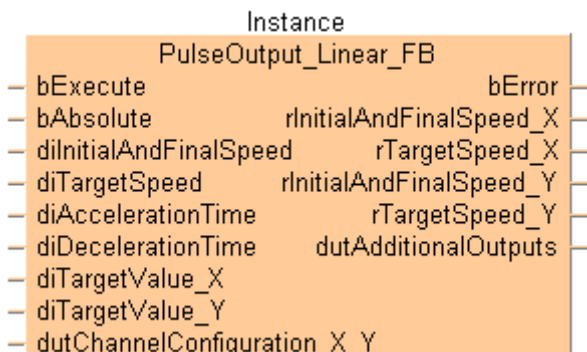 Instance
PulseOutput_Linear_FB
bExecute bError
bAbsolute rInitialAndFinalSpeed_X
diInitialAndFinalSpeed rTargetSpeed_X
diTargetSpeed rInitialAndFinalSpeed_Y
diAccelerationTime rTargetSpeed_Y
diDecelerationTime dutAdditionalOutputs
diTargetValue_X
diTargetValue_Y
dutChannelConfiguration_X_Y